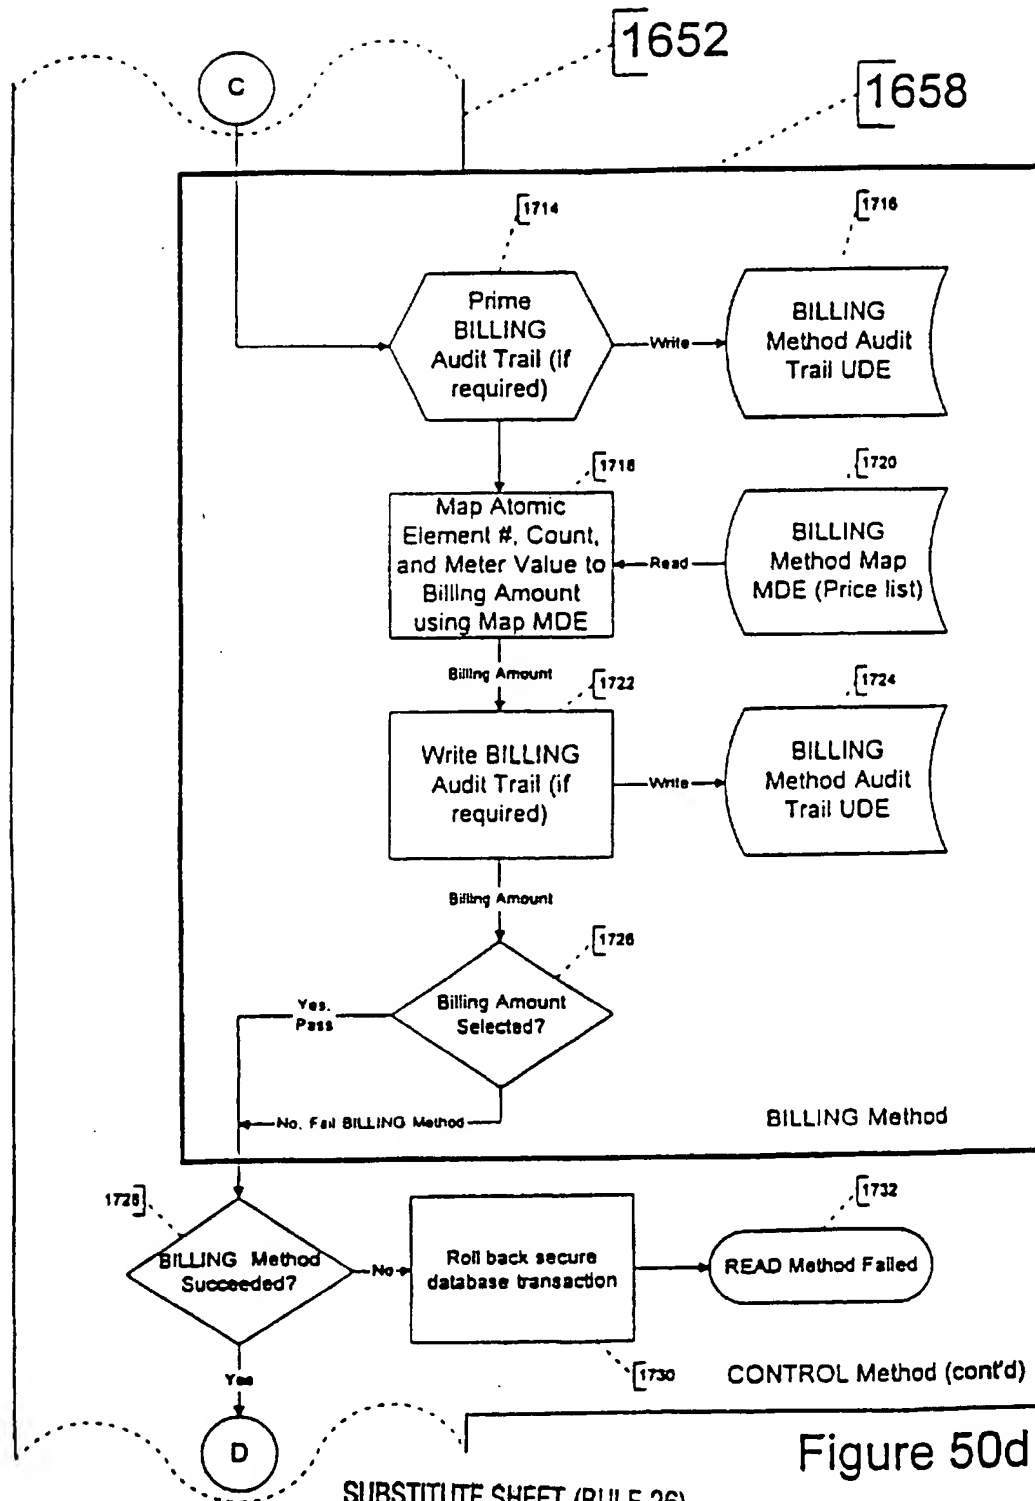 1652
C
1658
1714
1716
Prime
BILLING
Audit Trail (if
required)
Write
BILLING
Method Audit
Trail UDE
1718
1720
Map Atomic
Element #, Count,
and Meter Value to
Billing Amount
using Map MDE
Read
BILLING
Method Map
MDE (Price list)
Billing Amount
1722
1724
Write BILLING
Audit Trail (if
required)
Write
BILLING
Method Audit
Trail UDE
Billing Amount
1726
Yes.
Pass
Billing Amount
Selected?
No, Fail BILLING Method
BILLING Method
1728
1732
BILLING Method
Succeeded?
No
Roll back secure
database transaction
READ Method Failed
Yes
1730
CONTROL Method (cont'd)
D
Figure 50d
SUBSTITUTE SHEET (RULE 26)